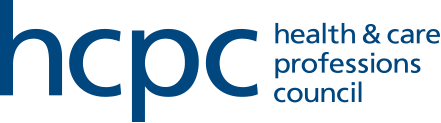 hcpc
health & care
professions
council